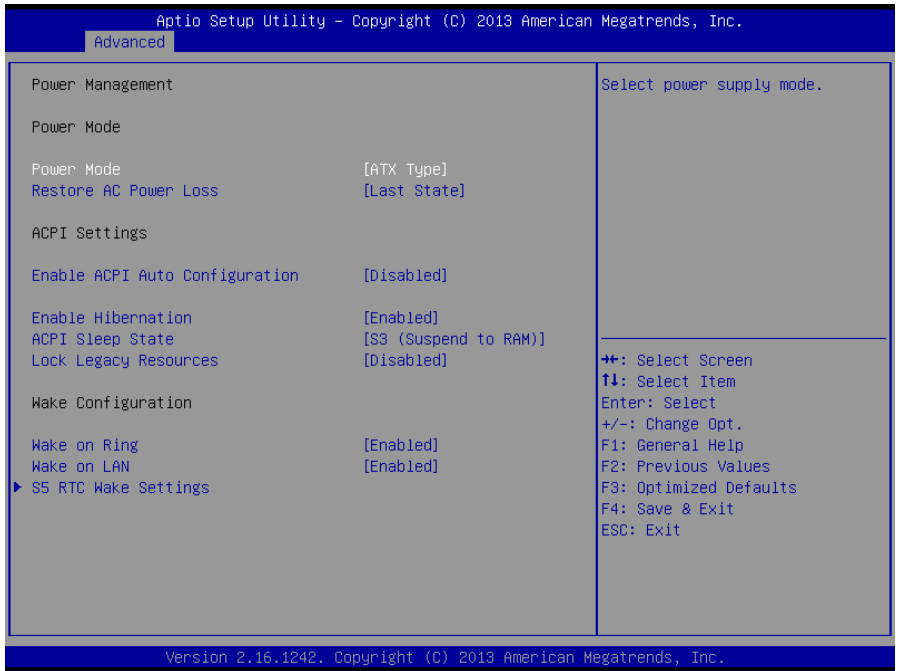 Aptio Setup Utility – Copyright (C) 2013 American Megatrends, Inc.
Advanced
Power Management
Power Mode
Power Mode [ATX Type]
Restore AC Power Loss [Last State]
ACPI Settings
Enable ACPI Auto Configuration [Disabled]
Enable Hibernation [Enabled]
ACPI Sleep State [S3 (Suspend to RAM)]
Lock Legacy Resources [Disabled]
Wake Configuration
Wake on Ring [Enabled]
Wake on LAN [Enabled]
▶ S5 RTC Wake Settings
Select power supply mode.
→←: Select Screen
↑↓: Select Item
Enter: Select
+/-: Change Opt.
F1: General Help
F2: Previous Values
F3: Optimized Defaults
F4: Save & Exit
ESC: Exit
Version 2.16.1242. Copyright (C) 2013 American Megatrends, Inc.